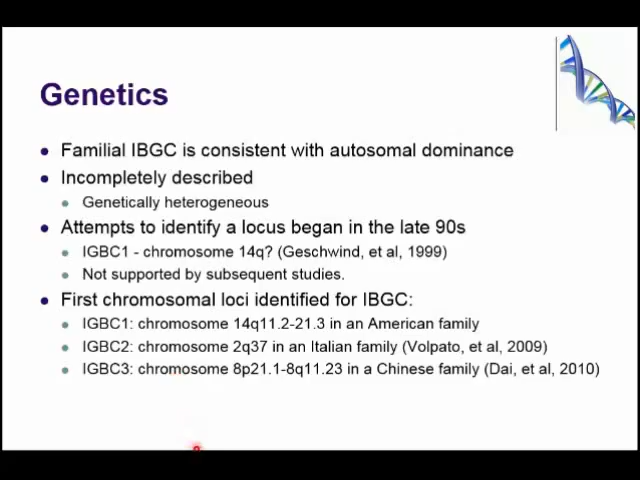 Genetics
Familial IBGC is consistent with autosomal dominance
Incompletely described
Genetically heterogeneous
Attempts to identify a locus began in the late 90s
IGBC1 - chromosome 14q? (Geschwind, et al, 1999)
Not supported by subsequent studies.
First chromosomal loci identified for IBGC:
IGBC1: chromosome 14q11.2-21.3 in an American family
IGBC2: chromosome 2q37 in an Italian family (Volpato, et al, 2009)
IGBC3: chromosome 8p21.1-8q11.23 in a Chinese family (Dai, et al, 2010)